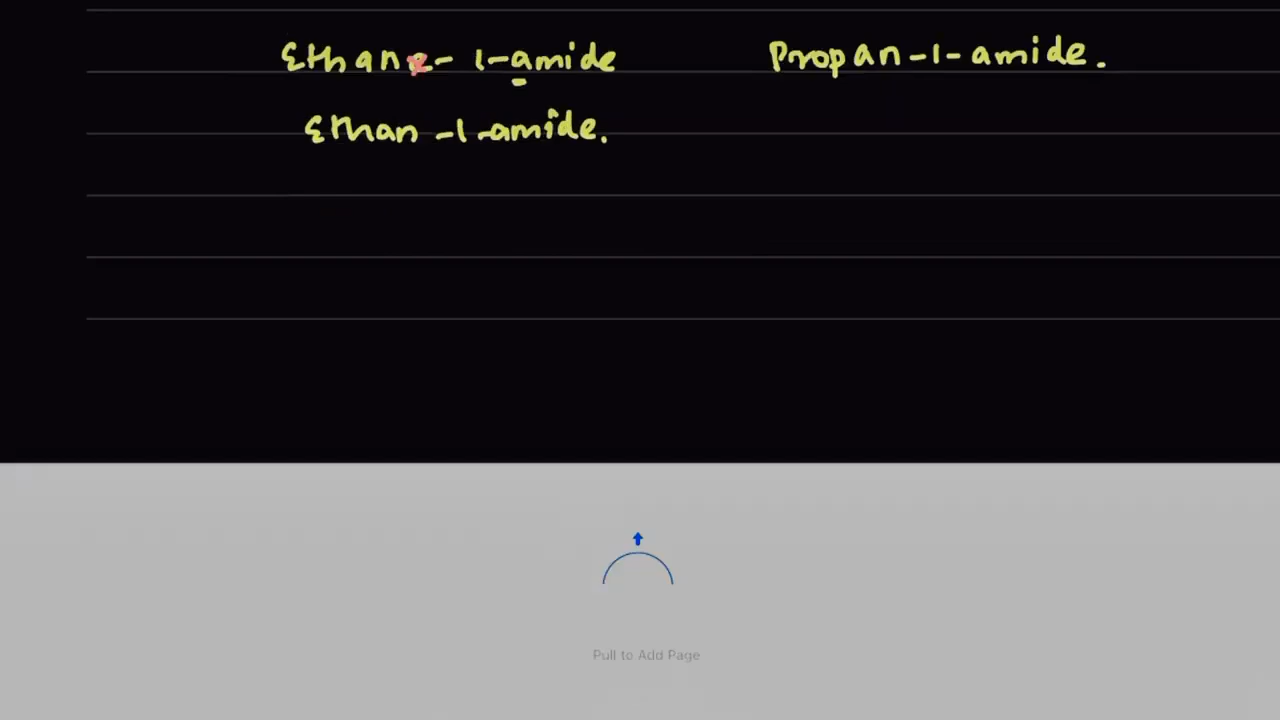 Ethane-1-amide
Propan-1-amide.
Ethan-1-amide.
Pull to Add Page